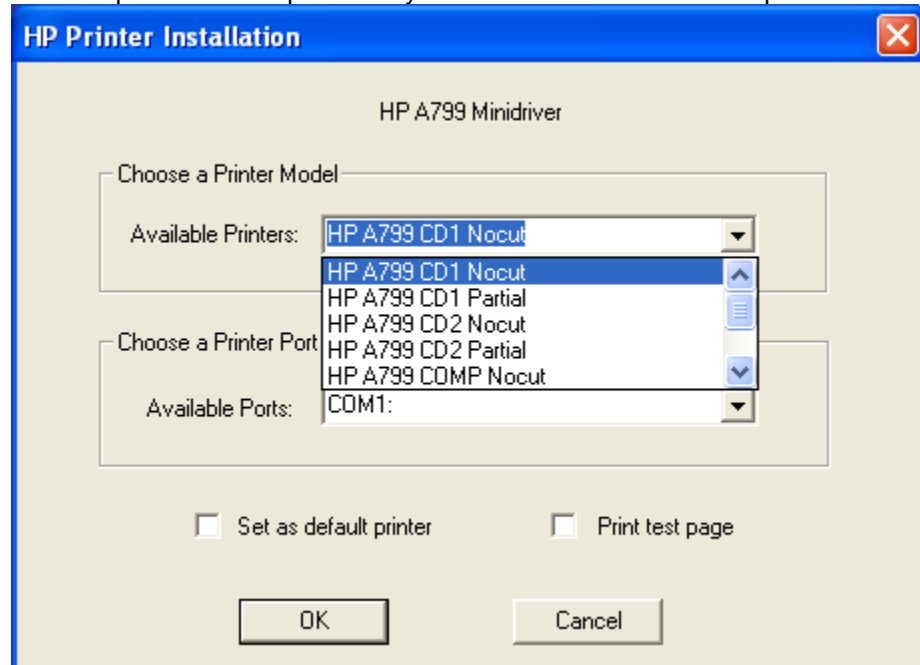 HP Printer Installation
HP A799 Minidriver
Choose a Printer Model
Available Printers: HP A799 CD1 Nocut
HP A799 CD1 Nocut
HP A799 CD1 Partial
HP A799 CD2 Nocut
HP A799 CD2 Partial
HP A799 COMP Nocut
Choose a Printer Port
Available Ports: COM1:
Set as default printer Print test page
OK Cancel